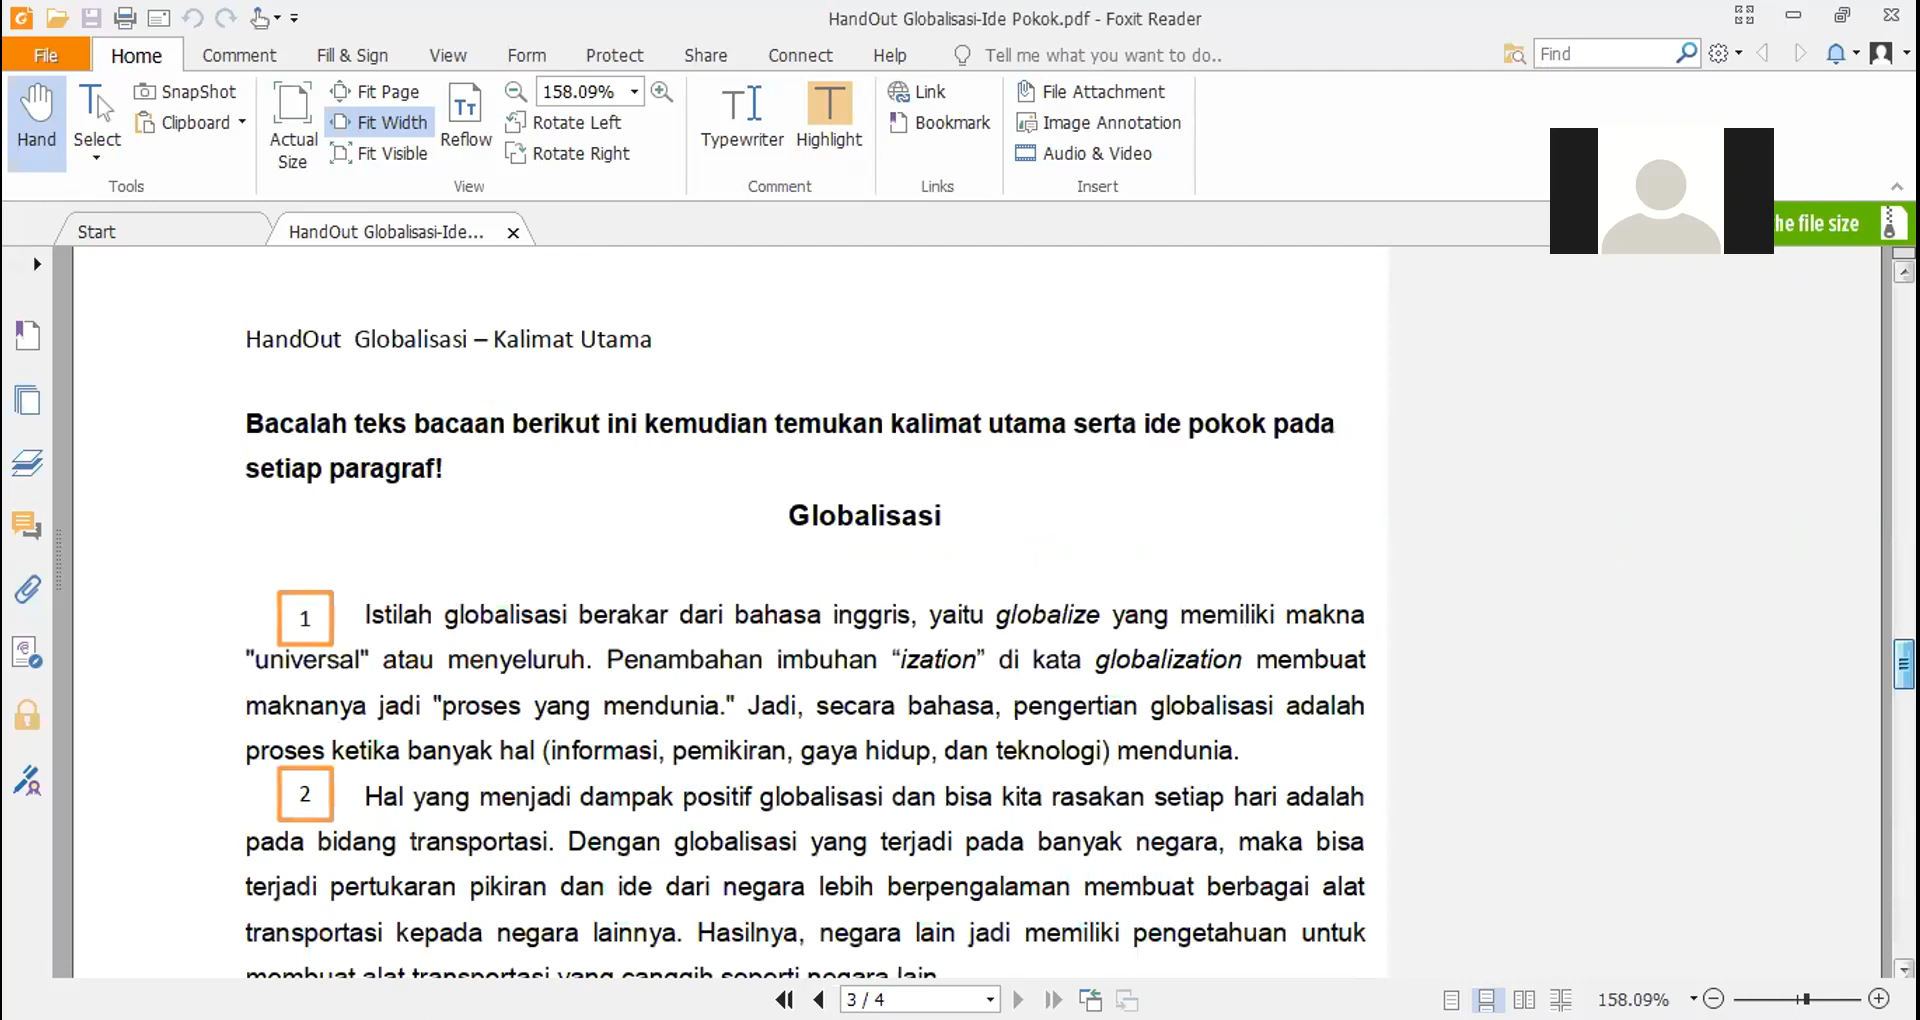 HandOut Globalisasi-Ide Pokok.pdf - Foxit Reader
File Home Comment Fill & Sign View Form Protect Share Connect Help Tell me what you want to do.. Find
Hand
Select
SnapShot
Clipboard
Tools
Actual Size
Fit Page
Fit Width
Fit Visible
Reflow
158.09%
Rotate Left
Rotate Right
View
Typewriter
Highlight
Comment
Link
Bookmark
Links
File Attachment
Image Annotation
Audio & Video
Insert
he file size
Start
HandOut Globalisasi-Ide...
HandOut Globalisasi – Kalimat Utama
Bacalah teks bacaan berikut ini kemudian temukan kalimat utama serta ide pokok pada
setiap paragraf!
Globalisasi
1 Istilah globalisasi berakar dari bahasa inggris, yaitu globalize yang memiliki makna
"universal" atau menyeluruh. Penambahan imbuhan “ization” di kata globalization membuat
maknanya jadi "proses yang mendunia." Jadi, secara bahasa, pengertian globalisasi adalah
proses ketika banyak hal (informasi, pemikiran, gaya hidup, dan teknologi) mendunia.
2 Hal yang menjadi dampak positif globalisasi dan bisa kita rasakan setiap hari adalah
pada bidang transportasi. Dengan globalisasi yang terjadi pada banyak negara, maka bisa
terjadi pertukaran pikiran dan ide dari negara lebih berpengalaman membuat berbagai alat
transportasi kepada negara lainnya. Hasilnya, negara lain jadi memiliki pengetahuan untuk
membuat alat transportasi yang canggih seperti negara lain.
3 / 4
158.09%